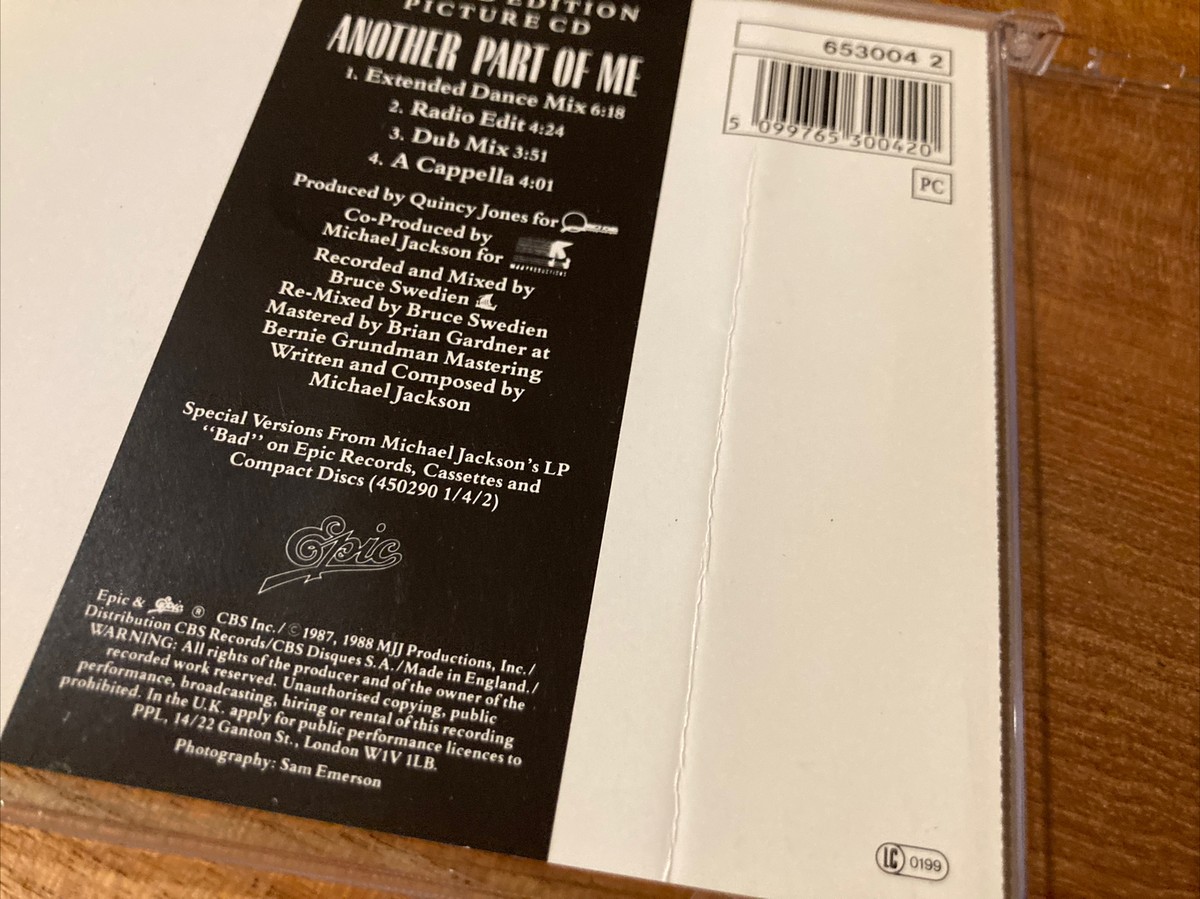 EDITION
PICTURE CD
ANOTHER PART OF ME
1. Extended Dance Mix 6:18
2. Radio Edit 4:24
3. Dub Mix 3:51
4. A Cappella 4:01
Produced by Quincy Jones for
Co-Produced by
Michael Jackson for
MJJ PRODUCTIONS
Recorded and Mixed by
Bruce Swedien
Re-Mixed by Bruce Swedien
Mastered by Brian Gardner at
Bernie Grundman Mastering
Written and Composed by
Michael Jackson
Special Versions From Michael Jackson's LP
"Bad" on Epic Records, Cassettes and
Compact Discs (450290 1/4/2)
Epic
Epic & Epic ® CBS Inc./ ©1987, 1988 MJJ Productions, Inc./
Distribution CBS Records/CBS Disques S.A./Made in England./
WARNING: All rights of the producer and of the owner of the
recorded work reserved. Unauthorised copying, public
performance, broadcasting, hiring or rental of this recording
prohibited. In the U.K. apply for public performance licences to
PPL, 14/22 Ganton St., London W1V 1LB.
Photography: Sam Emerson
653004 2
5 099765 300420
PC
LC 0199